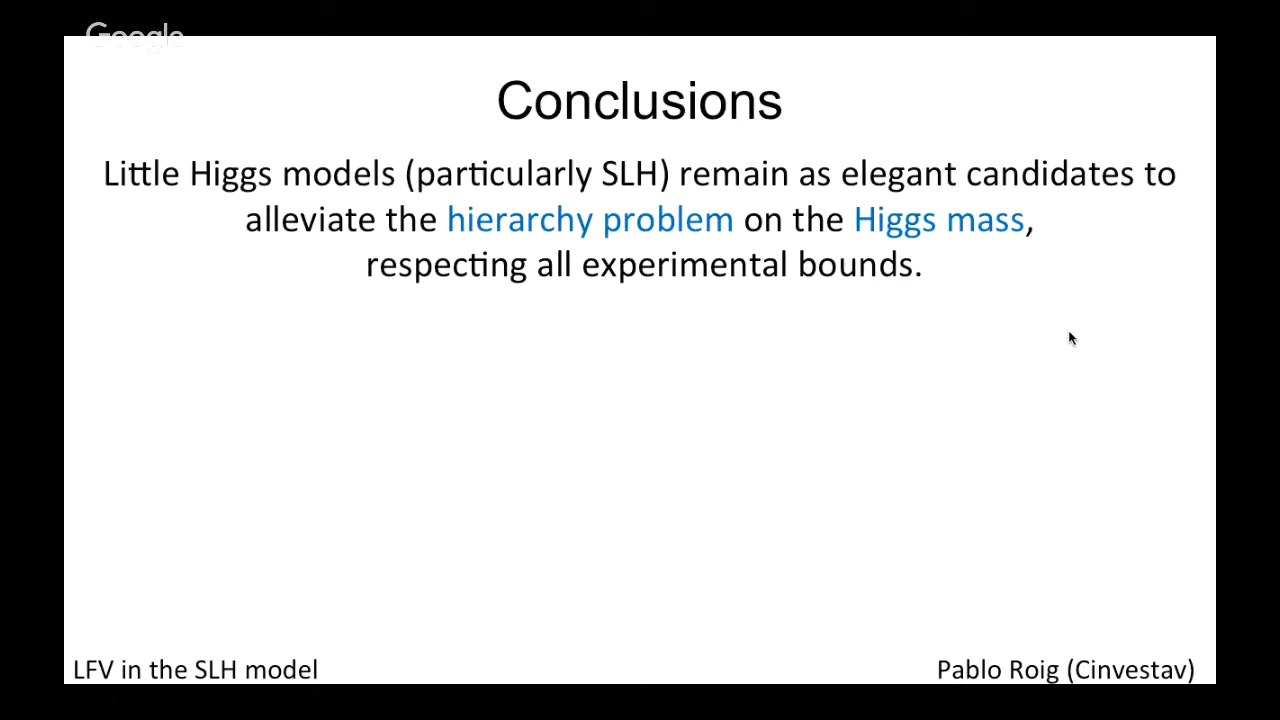 Google
Conclusions
Little Higgs models (particularly SLH) remain as elegant candidates to
alleviate the hierarchy problem on the Higgs mass,
respecting all experimental bounds.
LFV in the SLH model
Pablo Roig (Cinvestav)